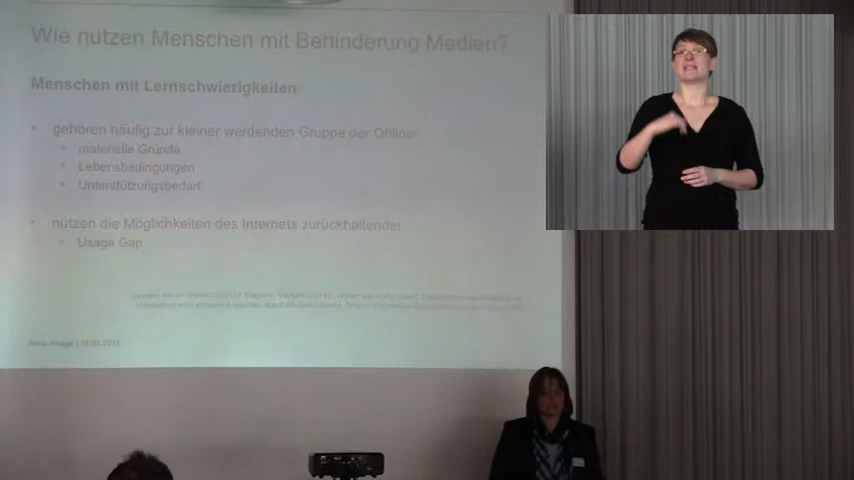 Wie nutzen Menschen mit Behinderung Medien?
Menschen mit Lernschwierigkeiten
gehören häufig zur kleiner werdenden Gruppe der Offliner
materielle Gründe
Lebensbedingungen
Unterstützungsbedarf
nutzen die Möglichkeiten des Internets zurückhaltender
Usage Gap